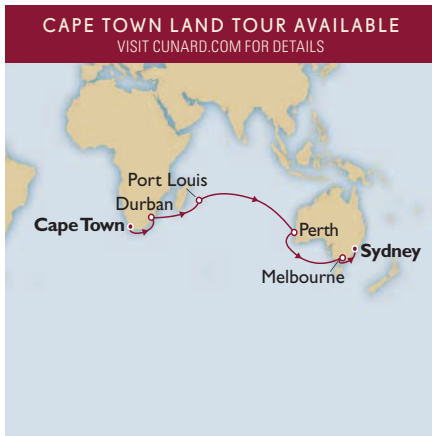 CAPE TOWN LAND TOUR AVAILABLE
VISIT CUNARD.COM FOR DETAILS
Port Louis
Durban
Cape Town
Perth
Sydney
Melbourne